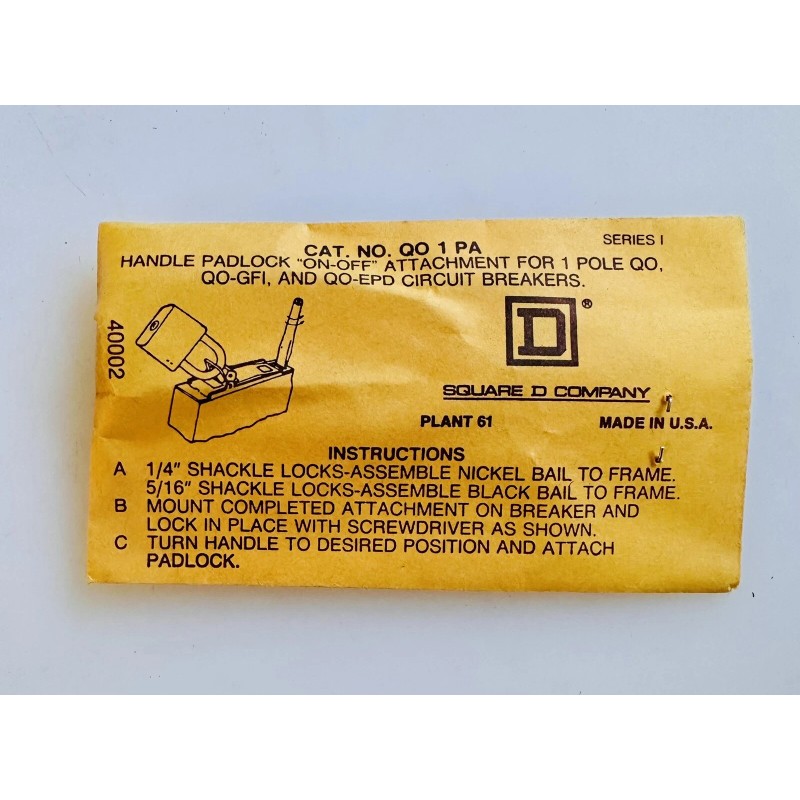 CAT. NO. QO 1 PA
SERIES I
HANDLE PADLOCK "ON-OFF" ATTACHMENT FOR 1 POLE QO,
QO-GFI, AND QO-EPD CIRCUIT BREAKERS.
40002
D ®
SQUARE D COMPANY
PLANT 61 MADE IN U.S.A.
INSTRUCTIONS
A 1/4" SHACKLE LOCKS-ASSEMBLE NICKEL BAIL TO FRAME.
5/16" SHACKLE LOCKS-ASSEMBLE BLACK BAIL TO FRAME.
B MOUNT COMPLETED ATTACHMENT ON BREAKER AND
LOCK IN PLACE WITH SCREWDRIVER AS SHOWN.
C TURN HANDLE TO DESIRED POSITION AND ATTACH
PADLOCK.